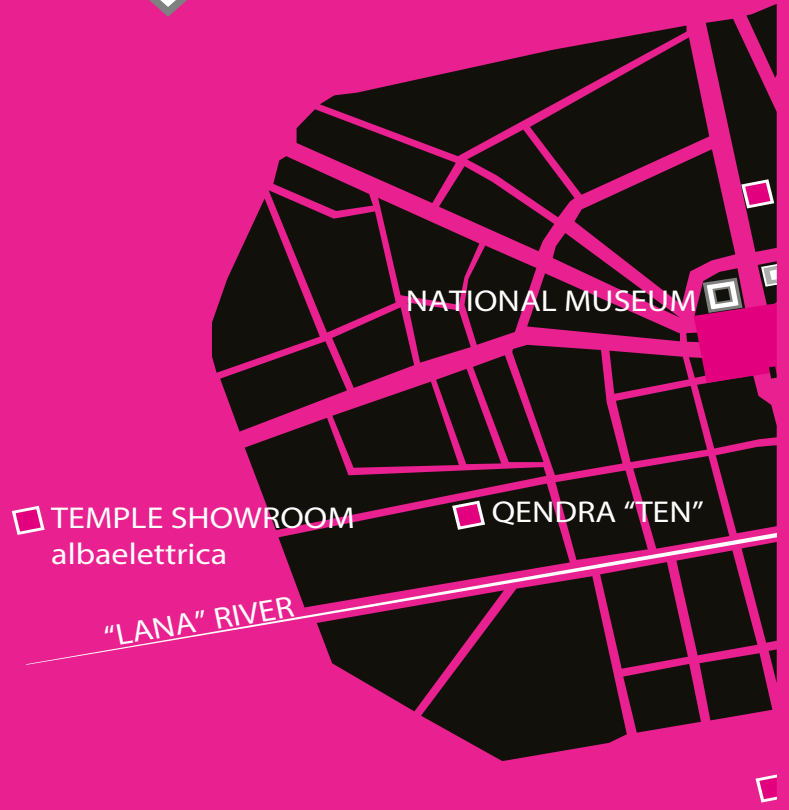 NATIONAL MUSEUM
TEMPLE SHOWROOM
albaelettrica
QENDRA “TEN”
“LANA” RIVER